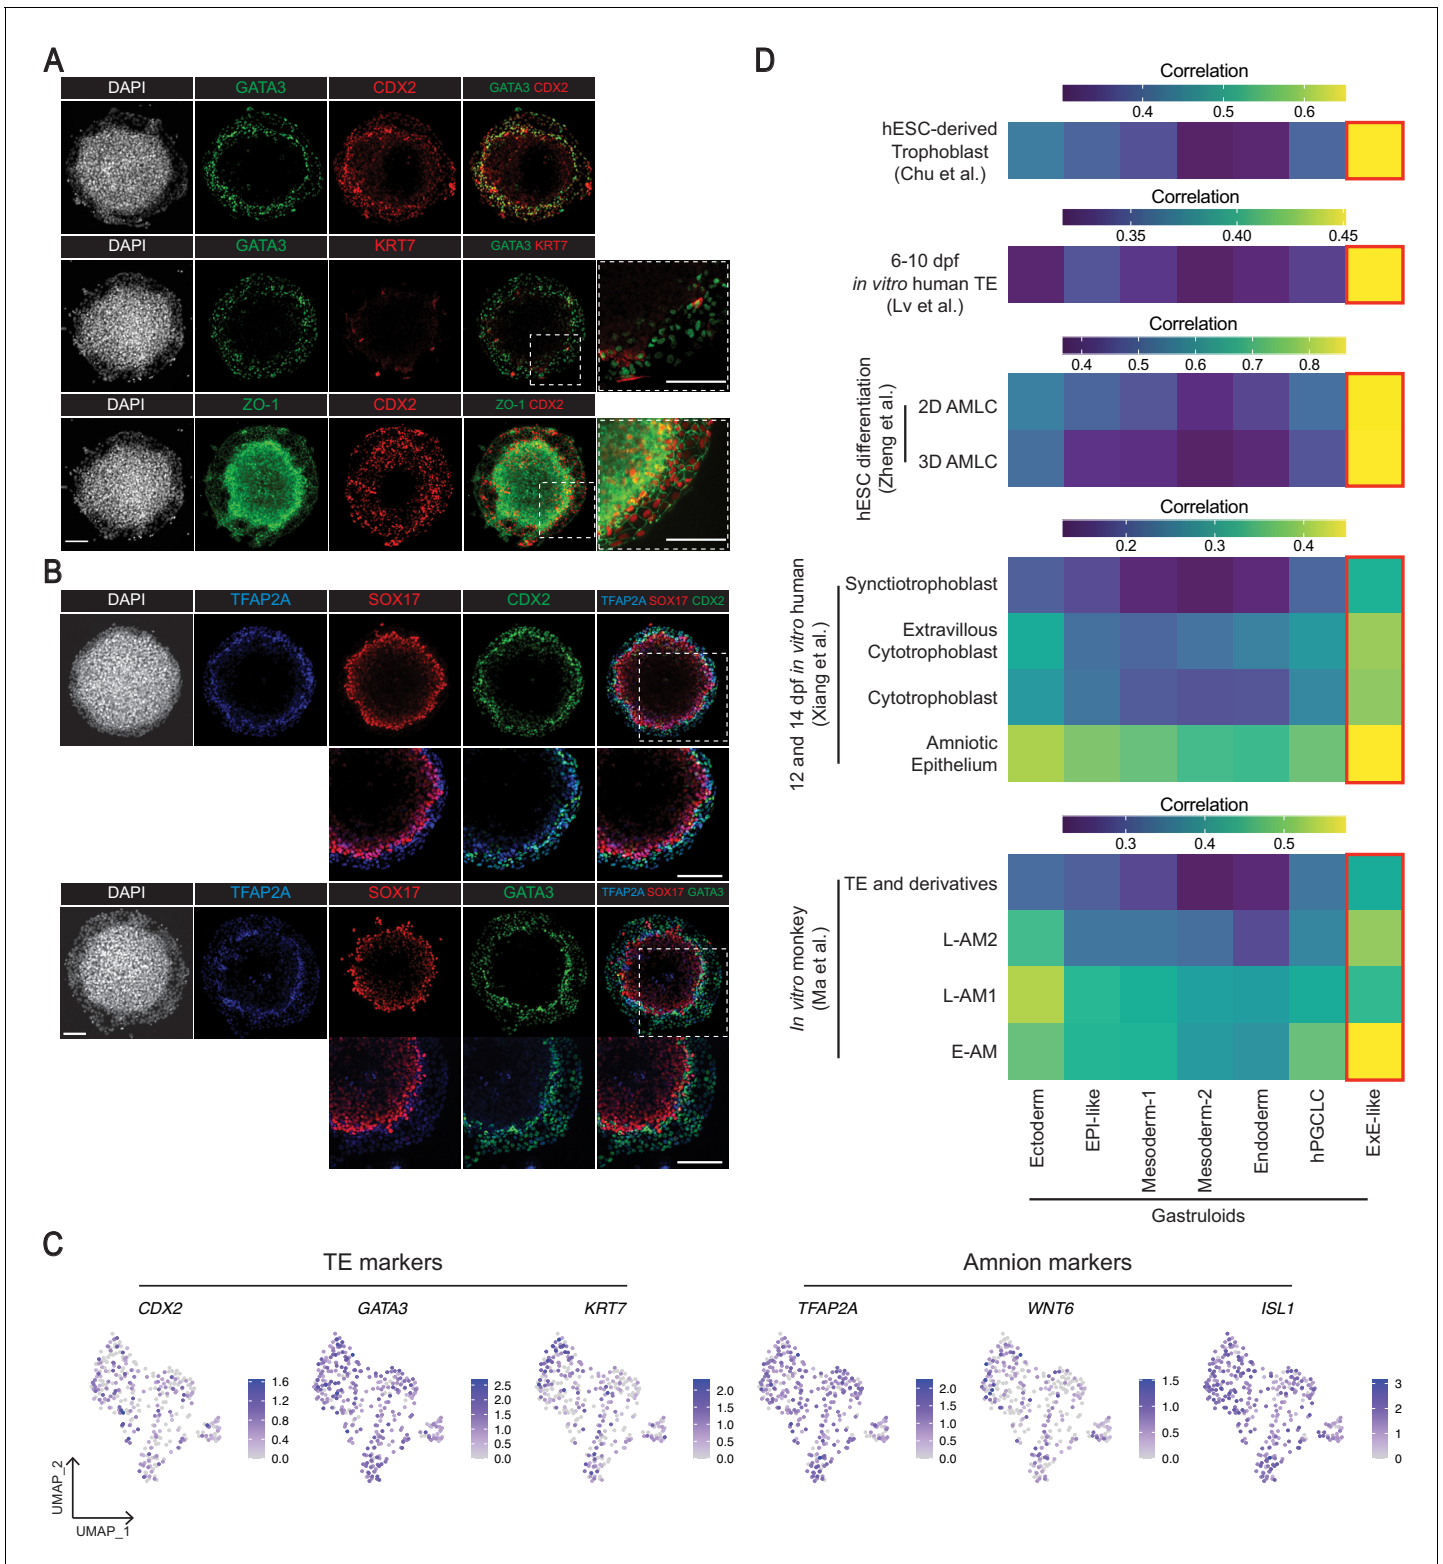 A
DAPI GATA3 CDX2 GATA3 CDX2
DAPI GATA3 KRT7 GATA3 KRT7
DAPI ZO-1 CDX2 ZO-1 CDX2
B
DAPI TFAP2A SOX17 CDX2 TFAP2A SOX17 CDX2
DAPI TFAP2A SOX17 GATA3 TFAP2A SOX17 GATA3
D
Correlation
0.4 0.5 0.6
hESC-derived
Trophoblast
(Chu et al.)
Correlation
0.35 0.40 0.45
6-10 dpf
in vitro human TE
(Lv et al.)
Correlation
0.4 0.5 0.6 0.7 0.8
hESC differentiation
(Zheng et al.)
2D AMLC
3D AMLC
Correlation
0.2 0.3 0.4
12 and 14 dpf in vitro human
(Xiang et al.)
Synctiotrophoblast
Extravillous
Cytotrophoblast
Cytotrophoblast
Amniotic
Epithelium
Correlation
0.3 0.4 0.5
In vitro monkey
(Ma et al.)
TE and derivatives
L-AM2
L-AM1
E-AM
Ectoderm
EPI-like
Mesoderm-1
Mesoderm-2
Endoderm
hPGCLC
ExE-like
Gastruloids
C
TE markers
Amnion markers
CDX2 GATA3 KRT7 TFAP2A WNT6 ISL1
1.6
1.2
0.8
0.4
0.0
2.5
2.0
1.5
1.0
0.5
0.0
2.0
1.5
1.0
0.5
0.0
2.0
1.5
1.0
0.5
0.0
1.5
1.0
0.5
0.0
3
2
1
0
UMAP_2
UMAP_1